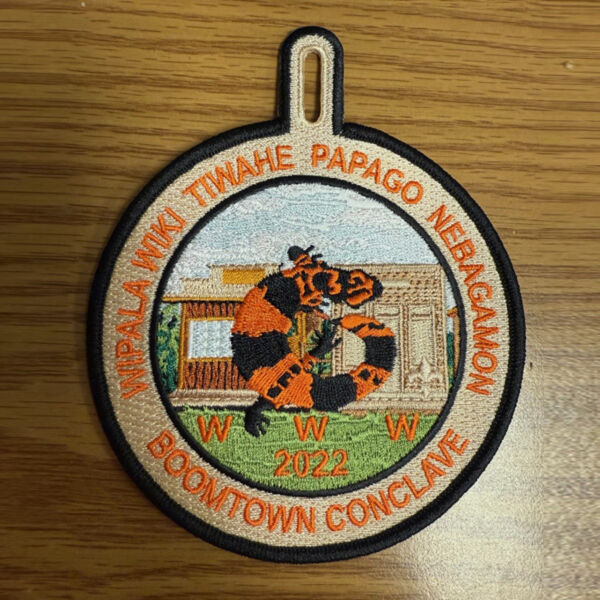 WIPALA WIKI TIWAHE PAPAGO NEBAGAMON
W W W
2022
BOOMTOWN CONCLAVE